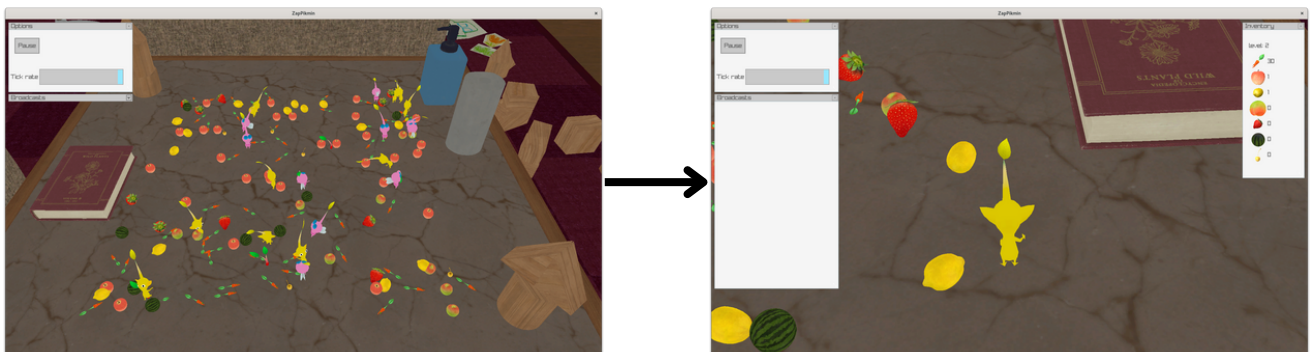 ZapPikmin
Options
Pause
Tick rate
Broadcasts
ZapPikmin
Options
Pause
Tick rate
Broadcasts
Inventory
level: 2
30
1
1
0
0
0
0
WILD PLANTS
ENCYCLOPEDIA